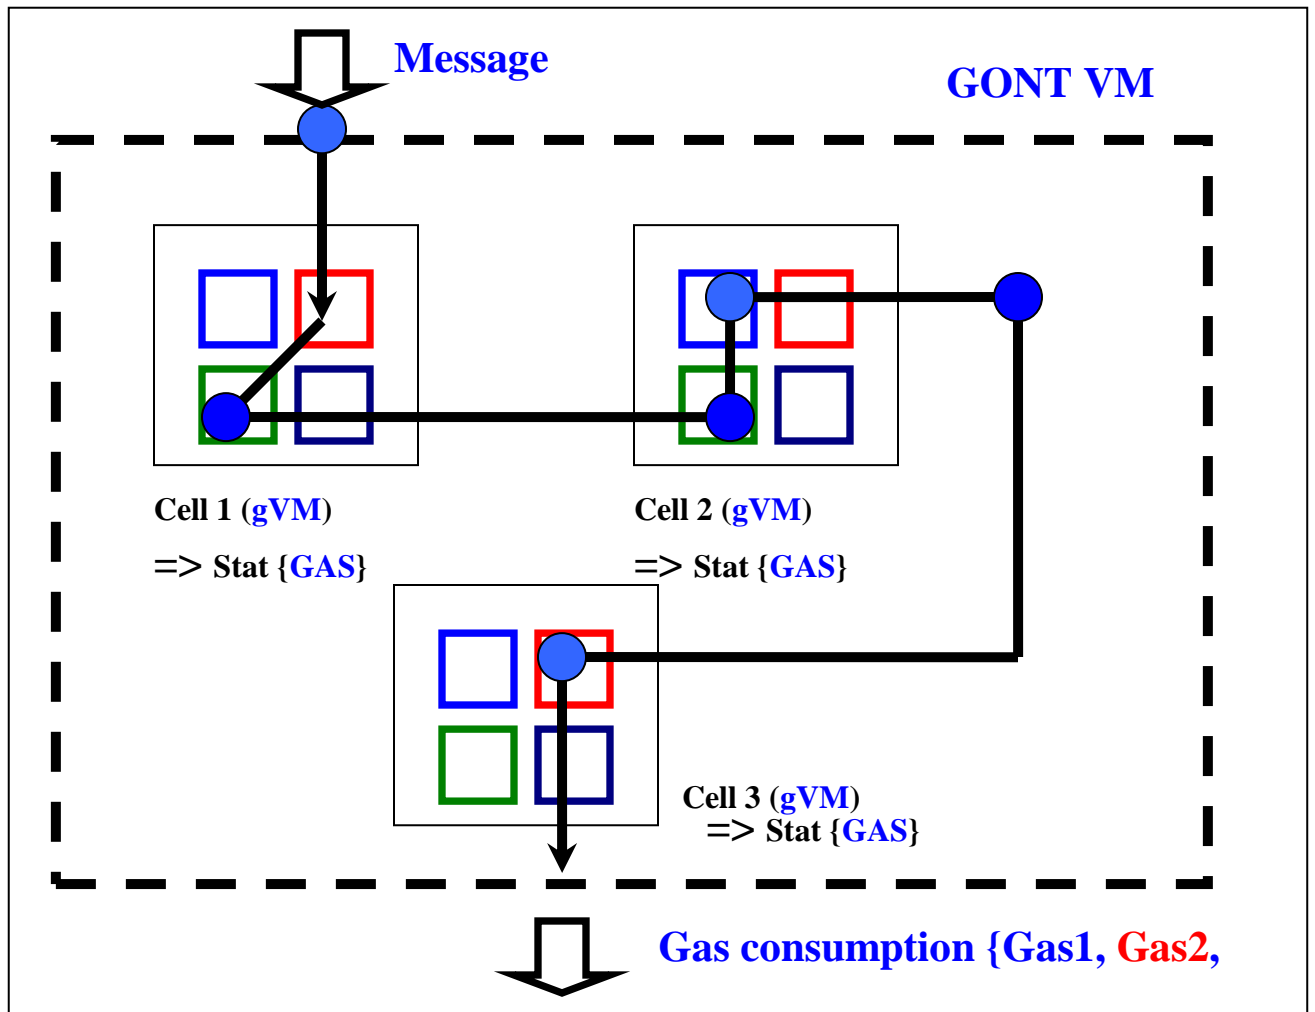 Message
GONT VM
Cell 1 (gVM)
=> Stat {GAS}
Cell 2 (gVM)
=> Stat {GAS}
Cell 3 (gVM)
=> Stat {GAS}
Gas consumption {Gas1, Gas2,